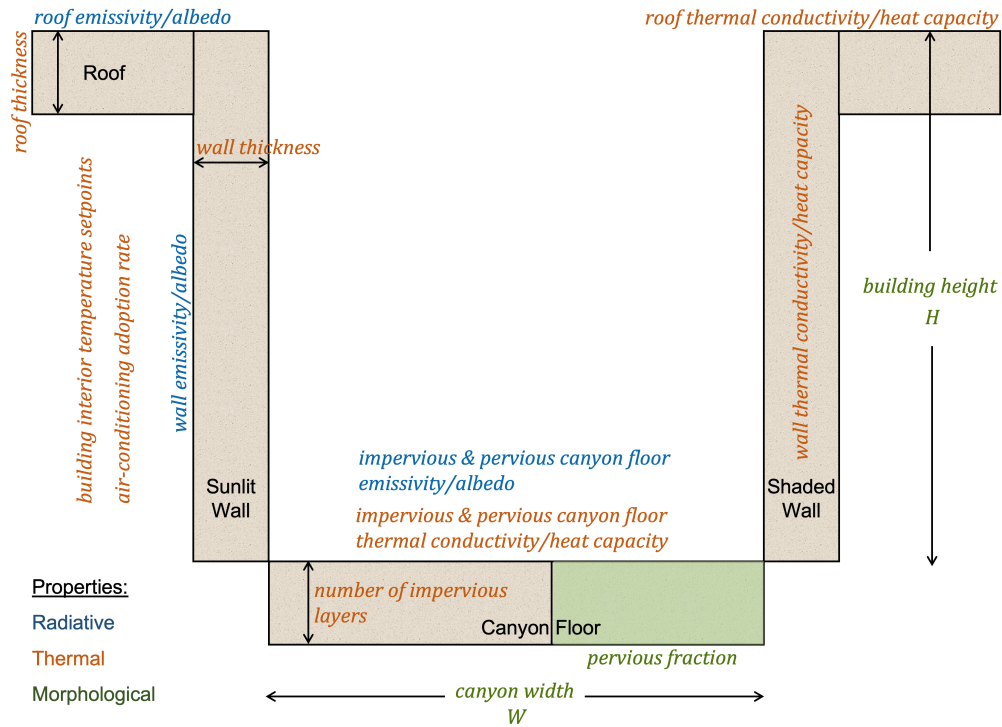 roof emissivity/albedo
roof thermal conductivity/heat capacity
roof thickness
Roof
wall thickness
building interior temperature setpoints
air-conditioning adoption rate
wall emissivity/albedo
wall thermal conductivity/heat capacity
building height
H
impervious & pervious canyon floor
emissivity/albedo
impervious & pervious canyon floor
thermal conductivity/heat capacity
Sunlit
Wall
Shaded
Wall
number of impervious
layers
Canyon Floor
pervious fraction
canyon width
W
Properties:
Radiative
Thermal
Morphological